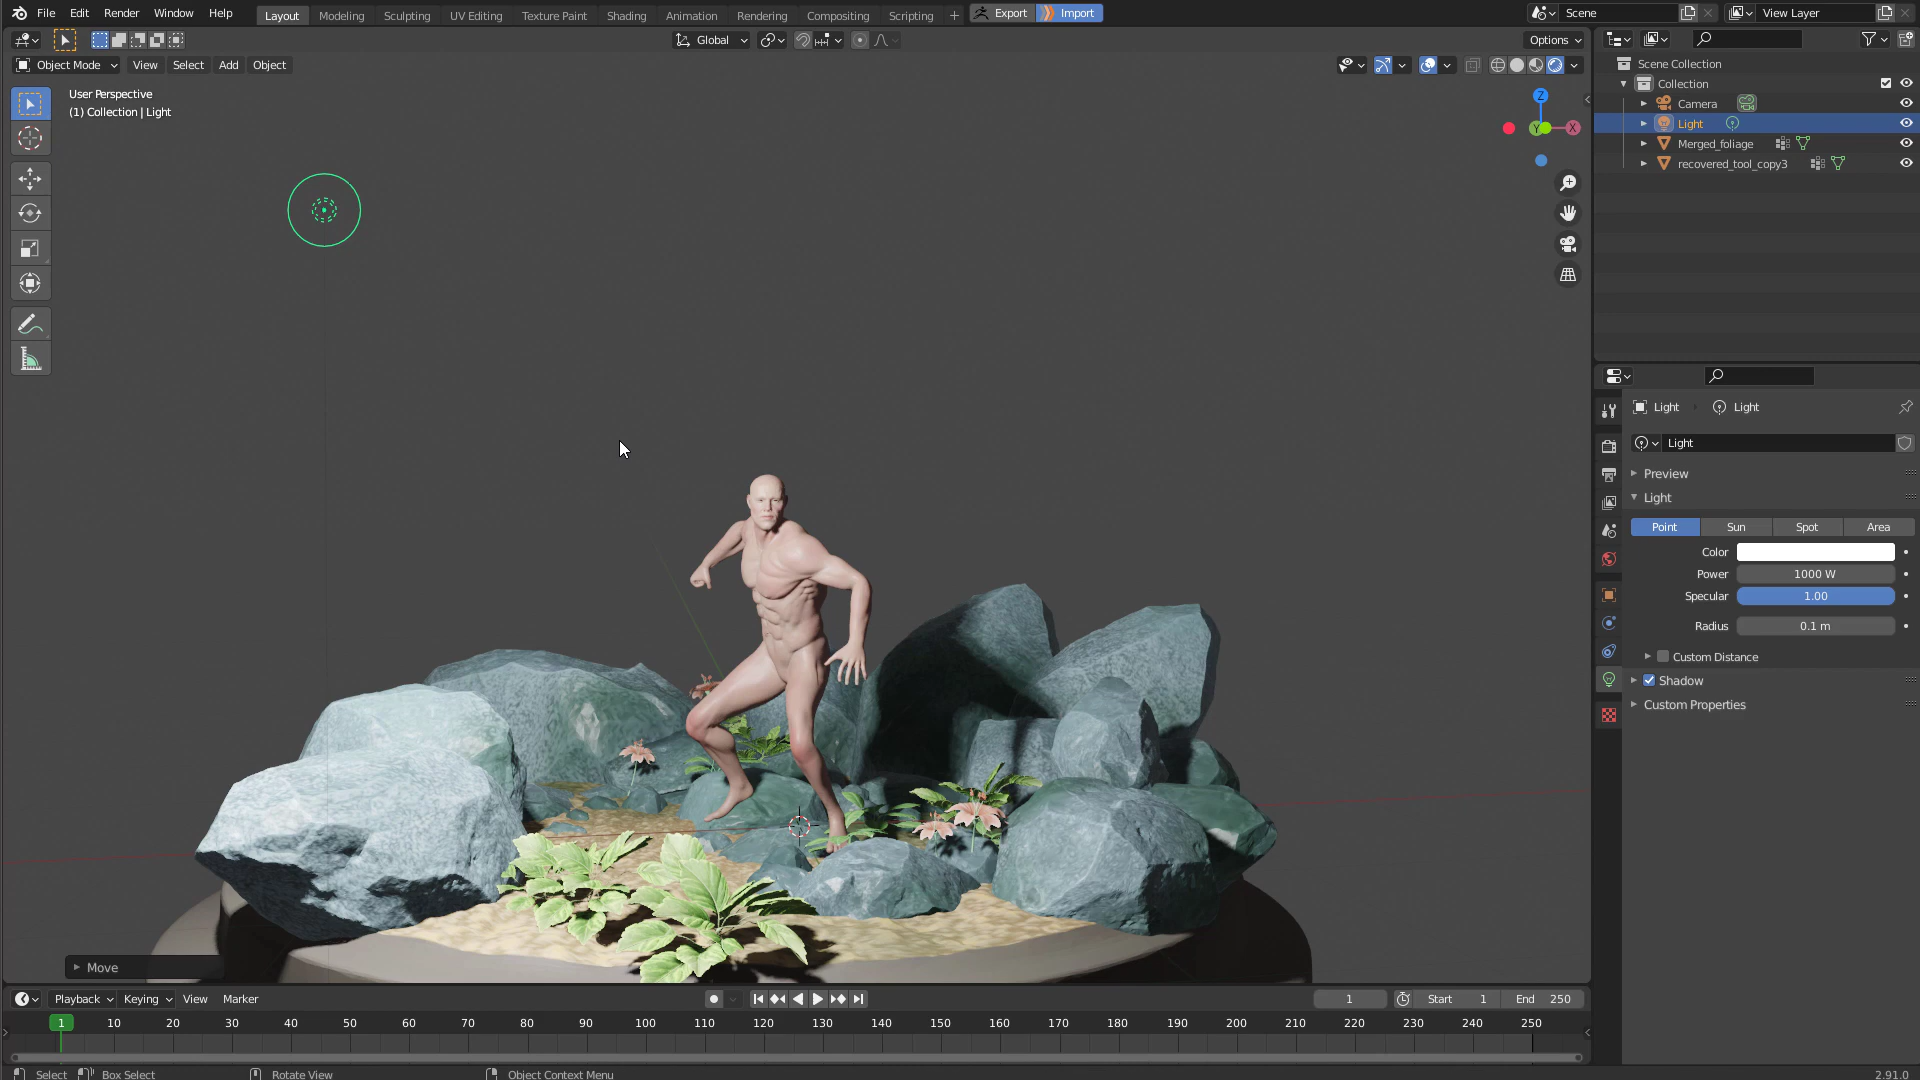 File Edit Render Window Help Layout Modeling Sculpting UV Editing Texture Paint Shading Animation Rendering Compositing Scripting + Export Import Scene View Layer
Global Options
Object Mode View Select Add Object
User Perspective
(1) Collection | Light
Z
Y X
Scene Collection
Collection
Camera
Light
Merged_foliage
recovered_tool_copy3
Light Light
Light
Preview
Light
Point Sun Spot Area
Color
Power 1000 W
Specular 1.00
Radius 0.1 m
Custom Distance
Shadow
Custom Properties
Move
Playback Keying View Marker 1 Start 1 End 250
1 10 20 30 40 50 60 70 80 90 100 110 120 130 140 150 160 170 180 190 200 210 220 230 240 250
Select Box Select Rotate View Object Context Menu 2.91.0